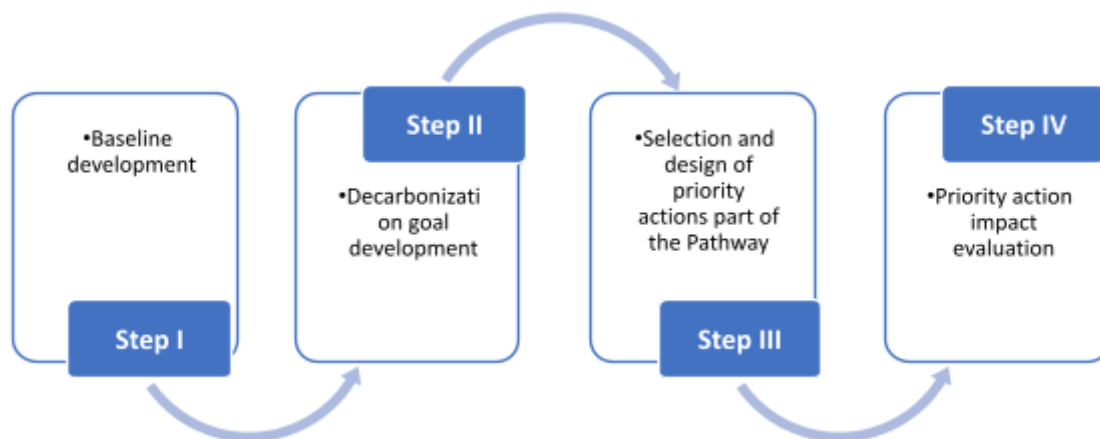 •Baseline
development
Step I
Step II
•Decarbonizati
on goal
development
•Selection and
design of
priority
actions part of
the Pathway
Step III
Step IV
•Priority action
impact
evaluation